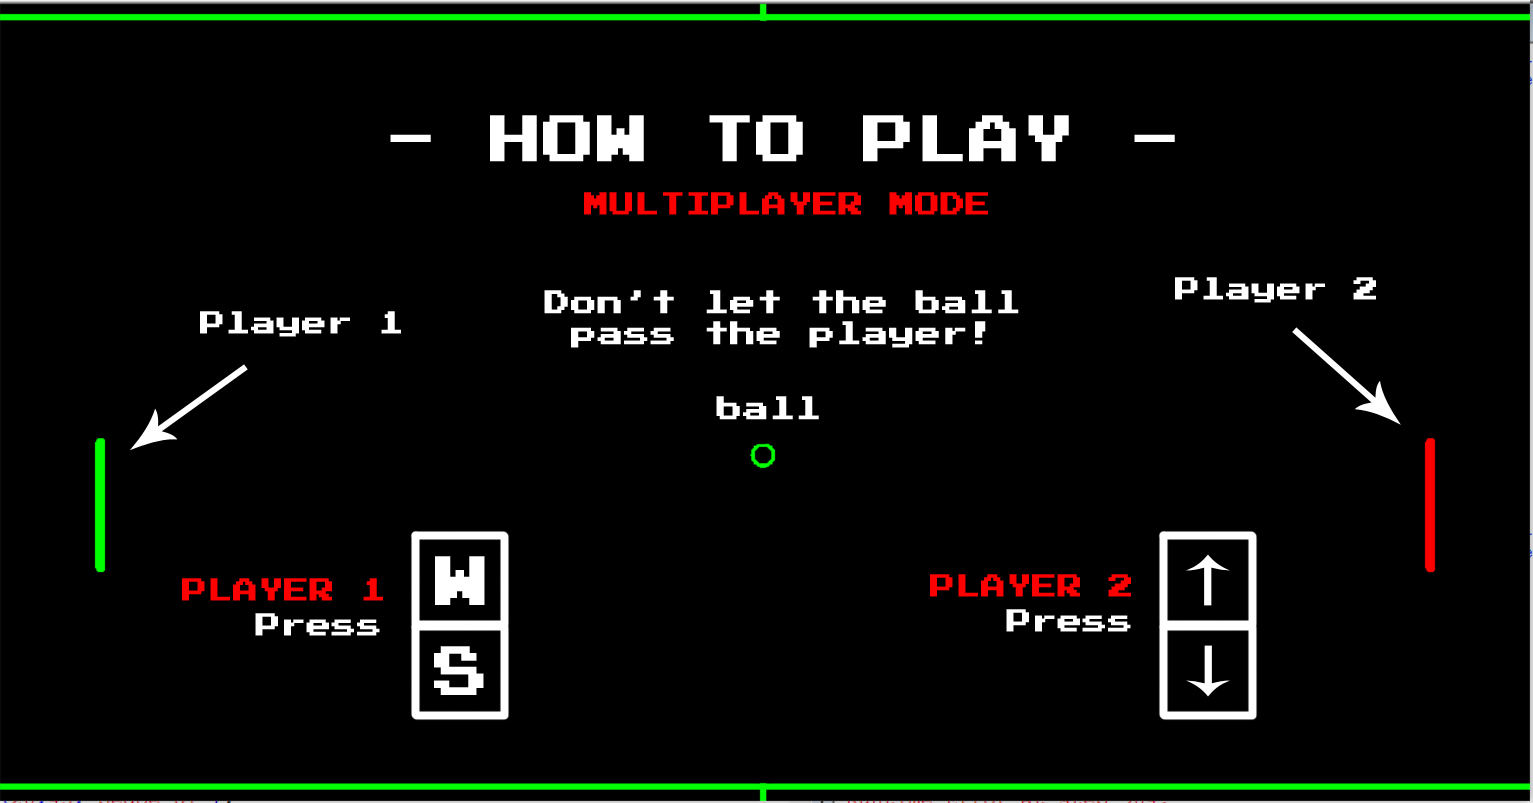 - HOW TO PLAY -
MULTIPLAYER MODE
Player 1
Don't let the ball
pass the player!
Player 2
ball
PLAYER 1
Press
W
S
PLAYER 2
Press
↑
↓